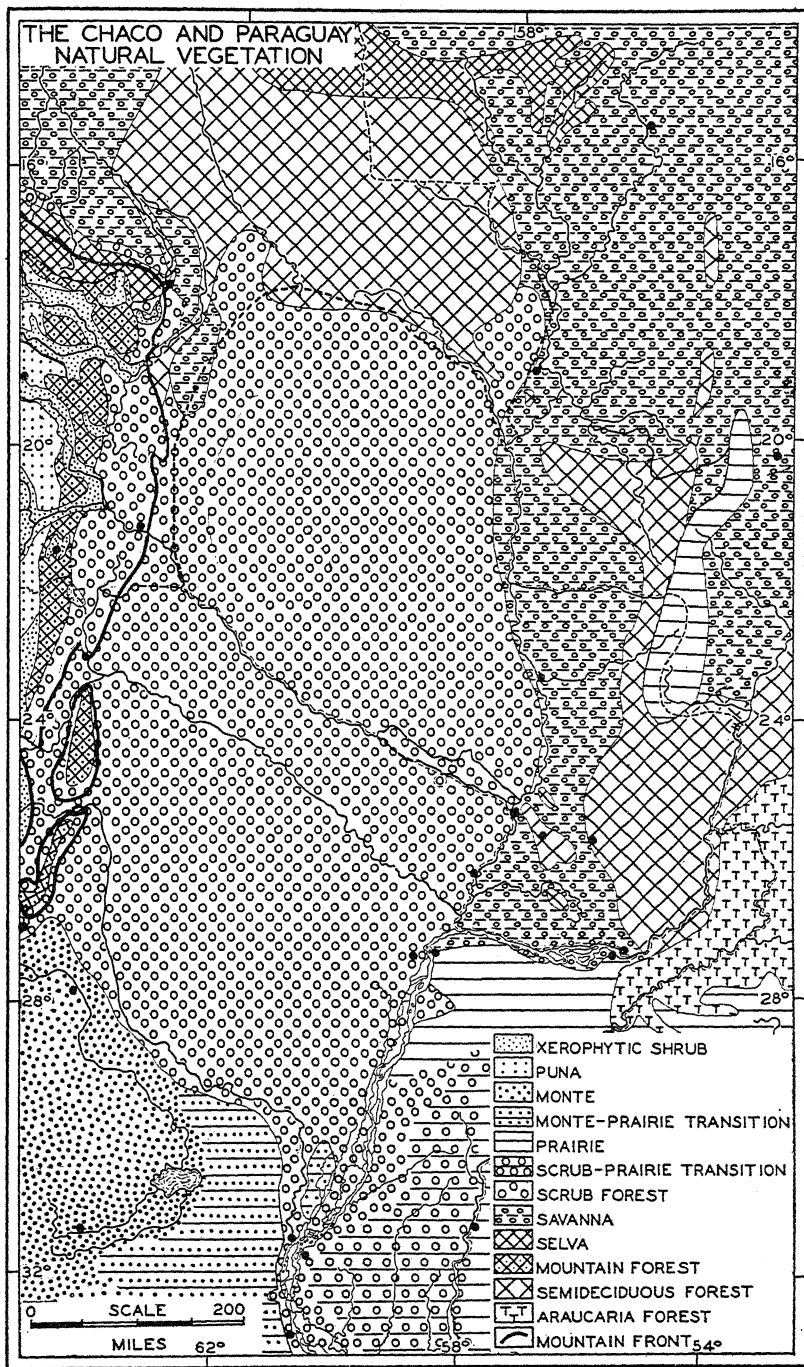 THE CHACO AND PARAGUAY
NATURAL VEGETATION
58°
16°
16°
20°
20°
24°
24°
28°
28°
XEROPHYTIC SHRUB
PUNA
MONTE
MONTE-PRAIRIE TRANSITION
PRAIRIE
SCRUB-PRAIRIE TRANSITION
SCRUB FOREST
SAVANNA
SELVA
MOUNTAIN FOREST
SEMIDECIDUOUS FOREST
ARAUCARIA FOREST
MOUNTAIN FRONT
32°
0 SCALE 200
MILES
62°
58°
54°